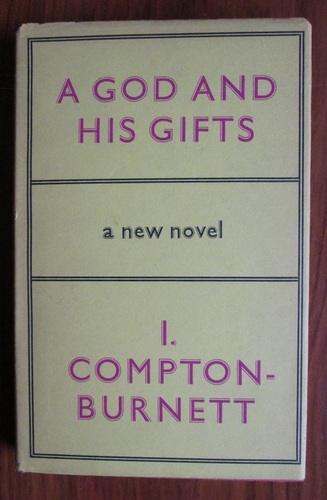 A GOD AND
HIS GIFTS
a new novel
I.
COMPTON-
BURNETT